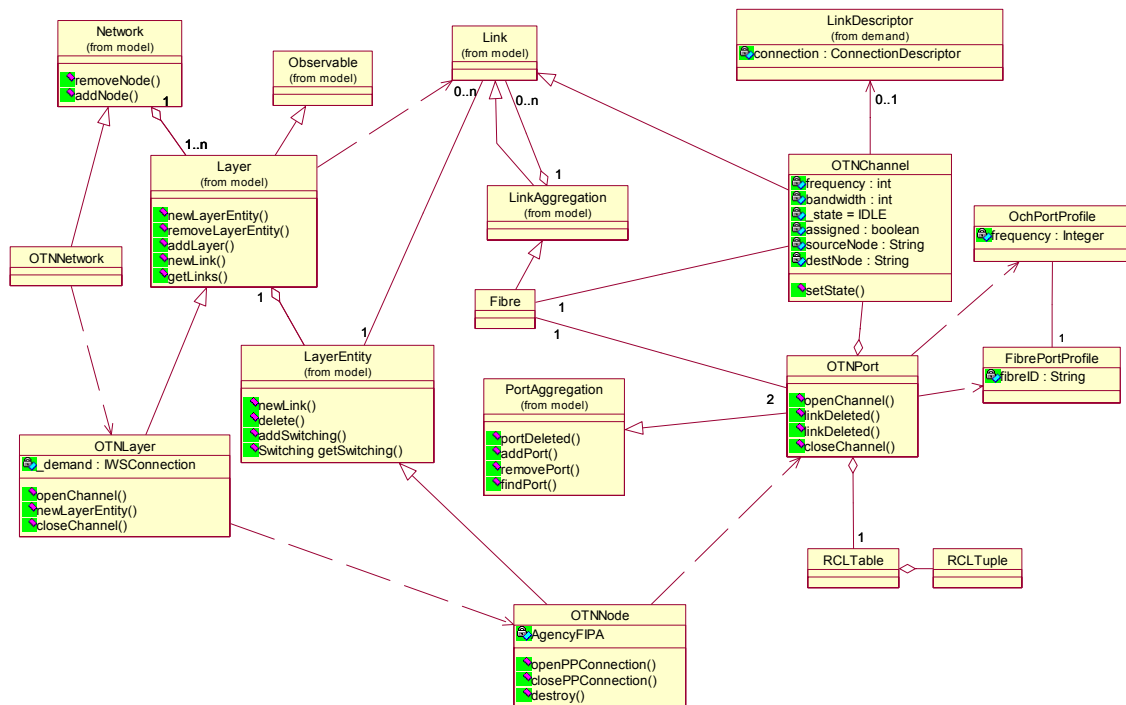 Network
(from model)
removeNode()
addNode()
1
Observable
(from model)
Link
(from model)
0..n
0..n
LinkDescriptor
(from demand)
connection : ConnectionDescriptor
0..1
1..n
Layer
(from model)
newLayerEntity()
removeLayerEntity()
addLayer()
newLink()
getLinks()
1
1
LinkAggregation
(from model)
OTNChannel
frequency : int
bandwidth : int
_state = IDLE
assigned : boolean
sourceNode : String
destNode : String
setState()
OchPortProfile
frequency : Integer
OTNNetwork
Fibre
1
1
1
1
LayerEntity
(from model)
newLink()
delete()
addSwitching()
Switching getSwitching()
PortAggregation
(from model)
portDeleted()
addPort()
removePort()
findPort()
2
OTNPort
openChannel()
linkDeleted()
linkDeleted()
closeChannel()
FibrePortProfile
fibreID : String
OTNLayer
_demand : IWSConnection
openChannel()
newLayerEntity()
closeChannel()
1
RCLTable
RCLTuple
OTNNode
AgencyFIPA
openPPConnection()
closePPConnection()
destroy()